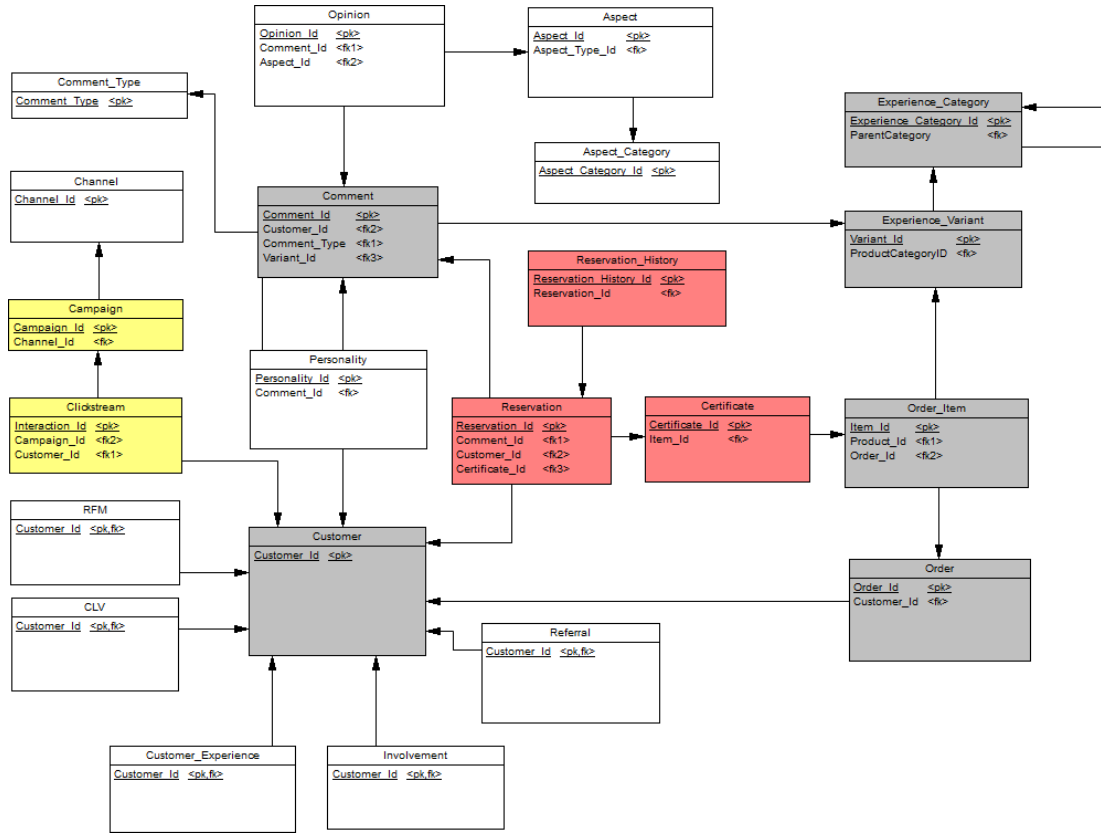 Opinion
Opinion_Id <pk>
Comment_Id <fk1>
Aspect_Id <fk2>
Aspect
Aspect_Id <pk>
Aspect_Type_Id <fk>
Comment_Type
Comment_Type <pk>
Experience_Category
Experience_Category_Id <pk>
ParentCategory <fk>
Aspect_Category
Aspect_Category_Id <pk>
Channel
Channel_Id <pk>
Comment
Comment_Id <pk>
Customer_Id <fk2>
Comment_Type <fk1>
Variant_Id <fk3>
Experience_Variant
Variant_Id <pk>
ProductCategoryID <fk>
Reservation_History
Reservation_History_Id <pk>
Reservation_Id <fk>
Campaign
Campaign_Id <pk>
Channel_Id <fk>
Personality
Personality_Id <pk>
Comment_Id <fk>
Clickstream
Interaction_Id <pk>
Campaign_Id <fk2>
Customer_Id <fk1>
Reservation
Reservation_Id <pk>
Comment_Id <fk1>
Customer_Id <fk2>
Certificate_Id <fk3>
Certificate
Certificate_Id <pk>
Item_Id <fk>
Order_Item
Item_Id <pk>
Product_Id <fk1>
Order_Id <fk2>
RFM
Customer_Id <pk,fk>
Customer
Customer_Id <pk>
Order
Order_Id <pk>
Customer_Id <fk>
CLV
Customer_Id <pk,fk>
Referral
Customer_Id <pk,fk>
Customer_Experience
Customer_Id <pk,fk>
Involvement
Customer_Id <pk,fk>